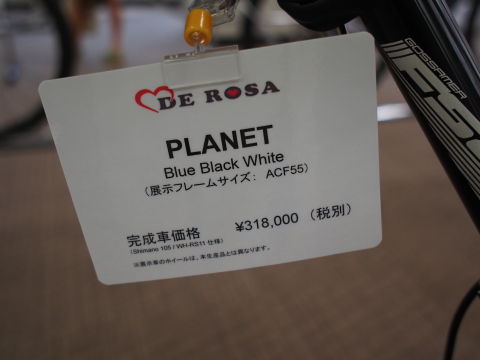 DE ROSA
PLANET
Blue Black White
（展示フレームサイズ： ACF55）
完成車価格 ¥318,000 （税別）
（Shimano 105 / WH-RS11 仕様）
※展示車のホイールは、本生産品とは異なります。
GOSSAMER